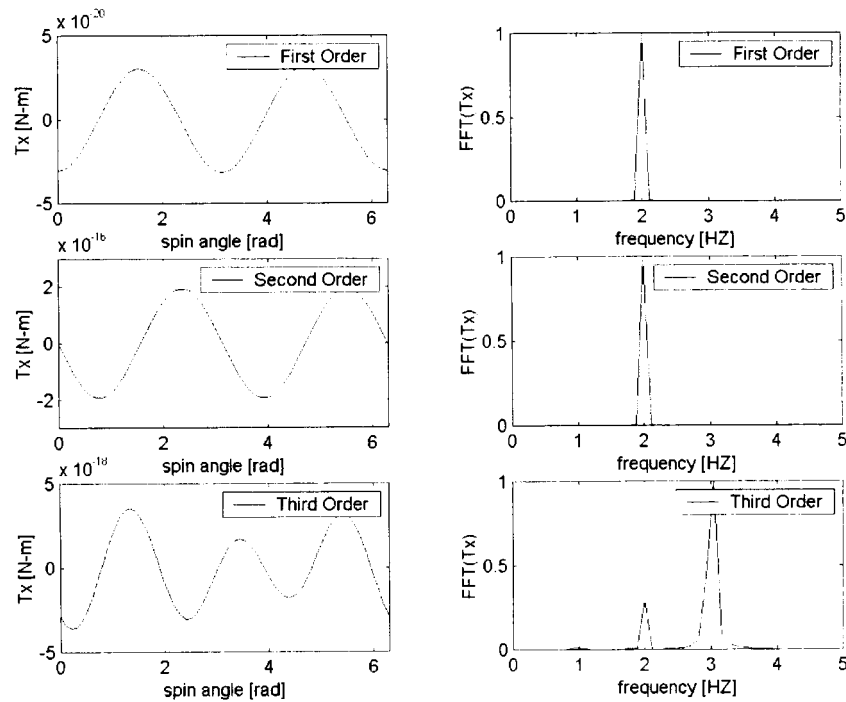 x 10^-20
5
0
-5
Tx [N-m]
First Order
0 2 4 6
spin angle [rad]
1
0.5
0
FFT(Tx)
First Order
0 1 2 3 4 5
frequency [HZ]
x 10^-16
2
0
-2
Tx [N-m]
Second Order
0 2 4 6
spin angle [rad]
1
0.5
0
FFT(Tx)
Second Order
0 1 2 3 4 5
frequency [HZ]
x 10^-18
5
0
-5
Tx [N-m]
Third Order
0 2 4 6
spin angle [rad]
1
0.5
0
FFT(Tx)
Third Order
0 1 2 3 4 5
frequency [HZ]